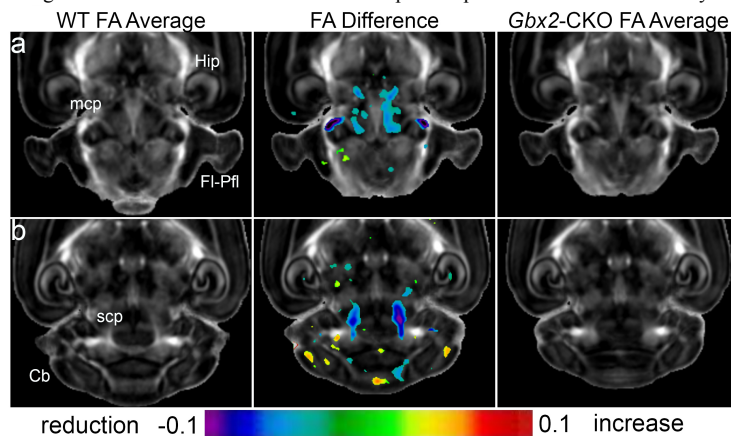 WT FA Average FA Difference Gbx2-CKO FA Average
a
Hip
mcp
Fl-Pfl
b
scp
Cb
reduction -0.1 0.1 increase